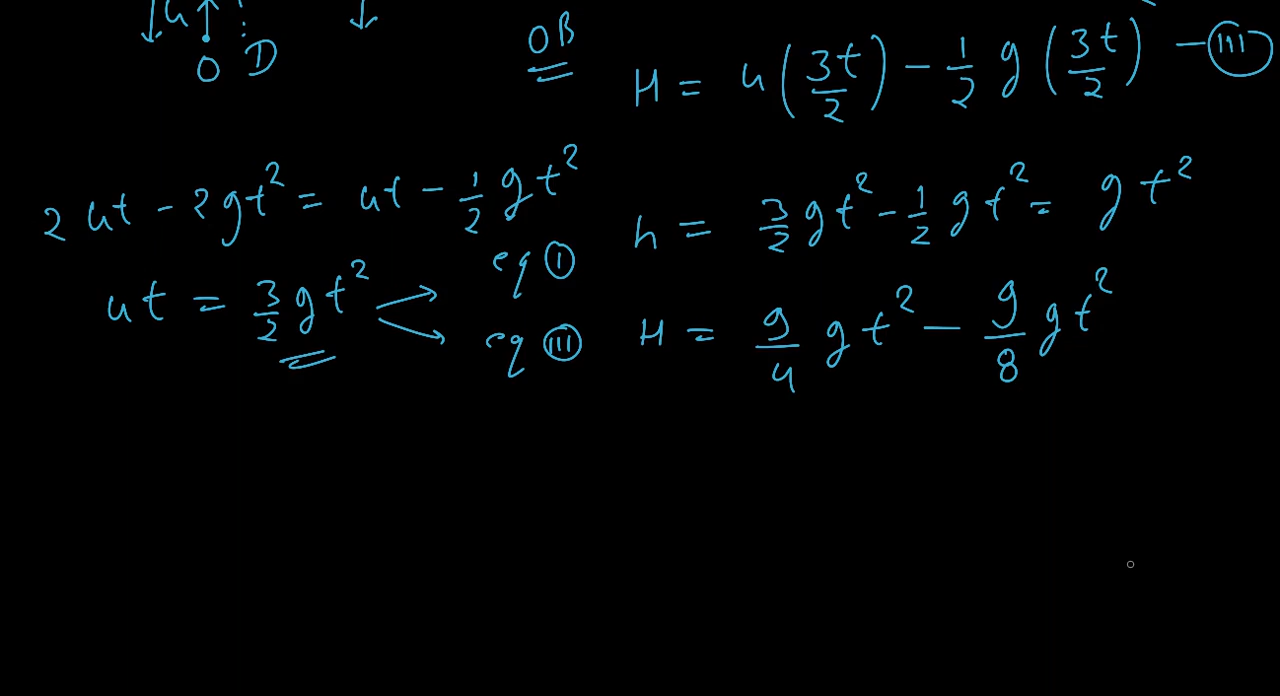 u
O D
OB
H = u(3t/2) - 1/2 g (3t/2)² - (III)
2ut - 2gt² = ut - 1/2 gt²
h = 3/2 gt² - 1/2 gt² = gt²
eq (I)
ut = 3/2 gt²
eq (III)
H = 9/4 gt² - 9/8 gt²